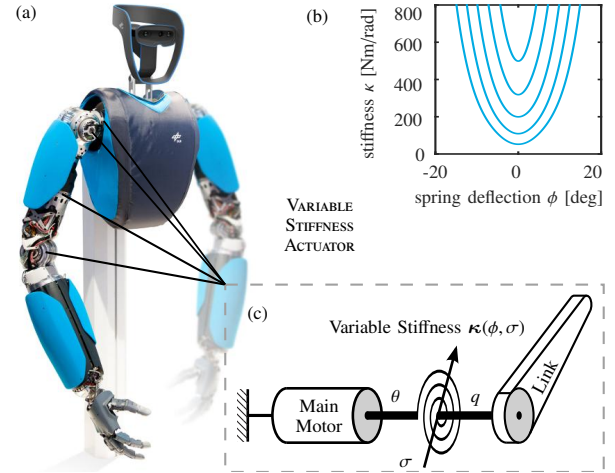 (a)
(b)
800
600
400
200
0
-20
0
20
stiffness κ [Nm/rad]
spring deflection ϕ [deg]
VARIABLE
STIFFNESS
ACTUATOR
(c)
Variable Stiffness κ(ϕ, σ)
Main
Motor
θ
q
σ
Link